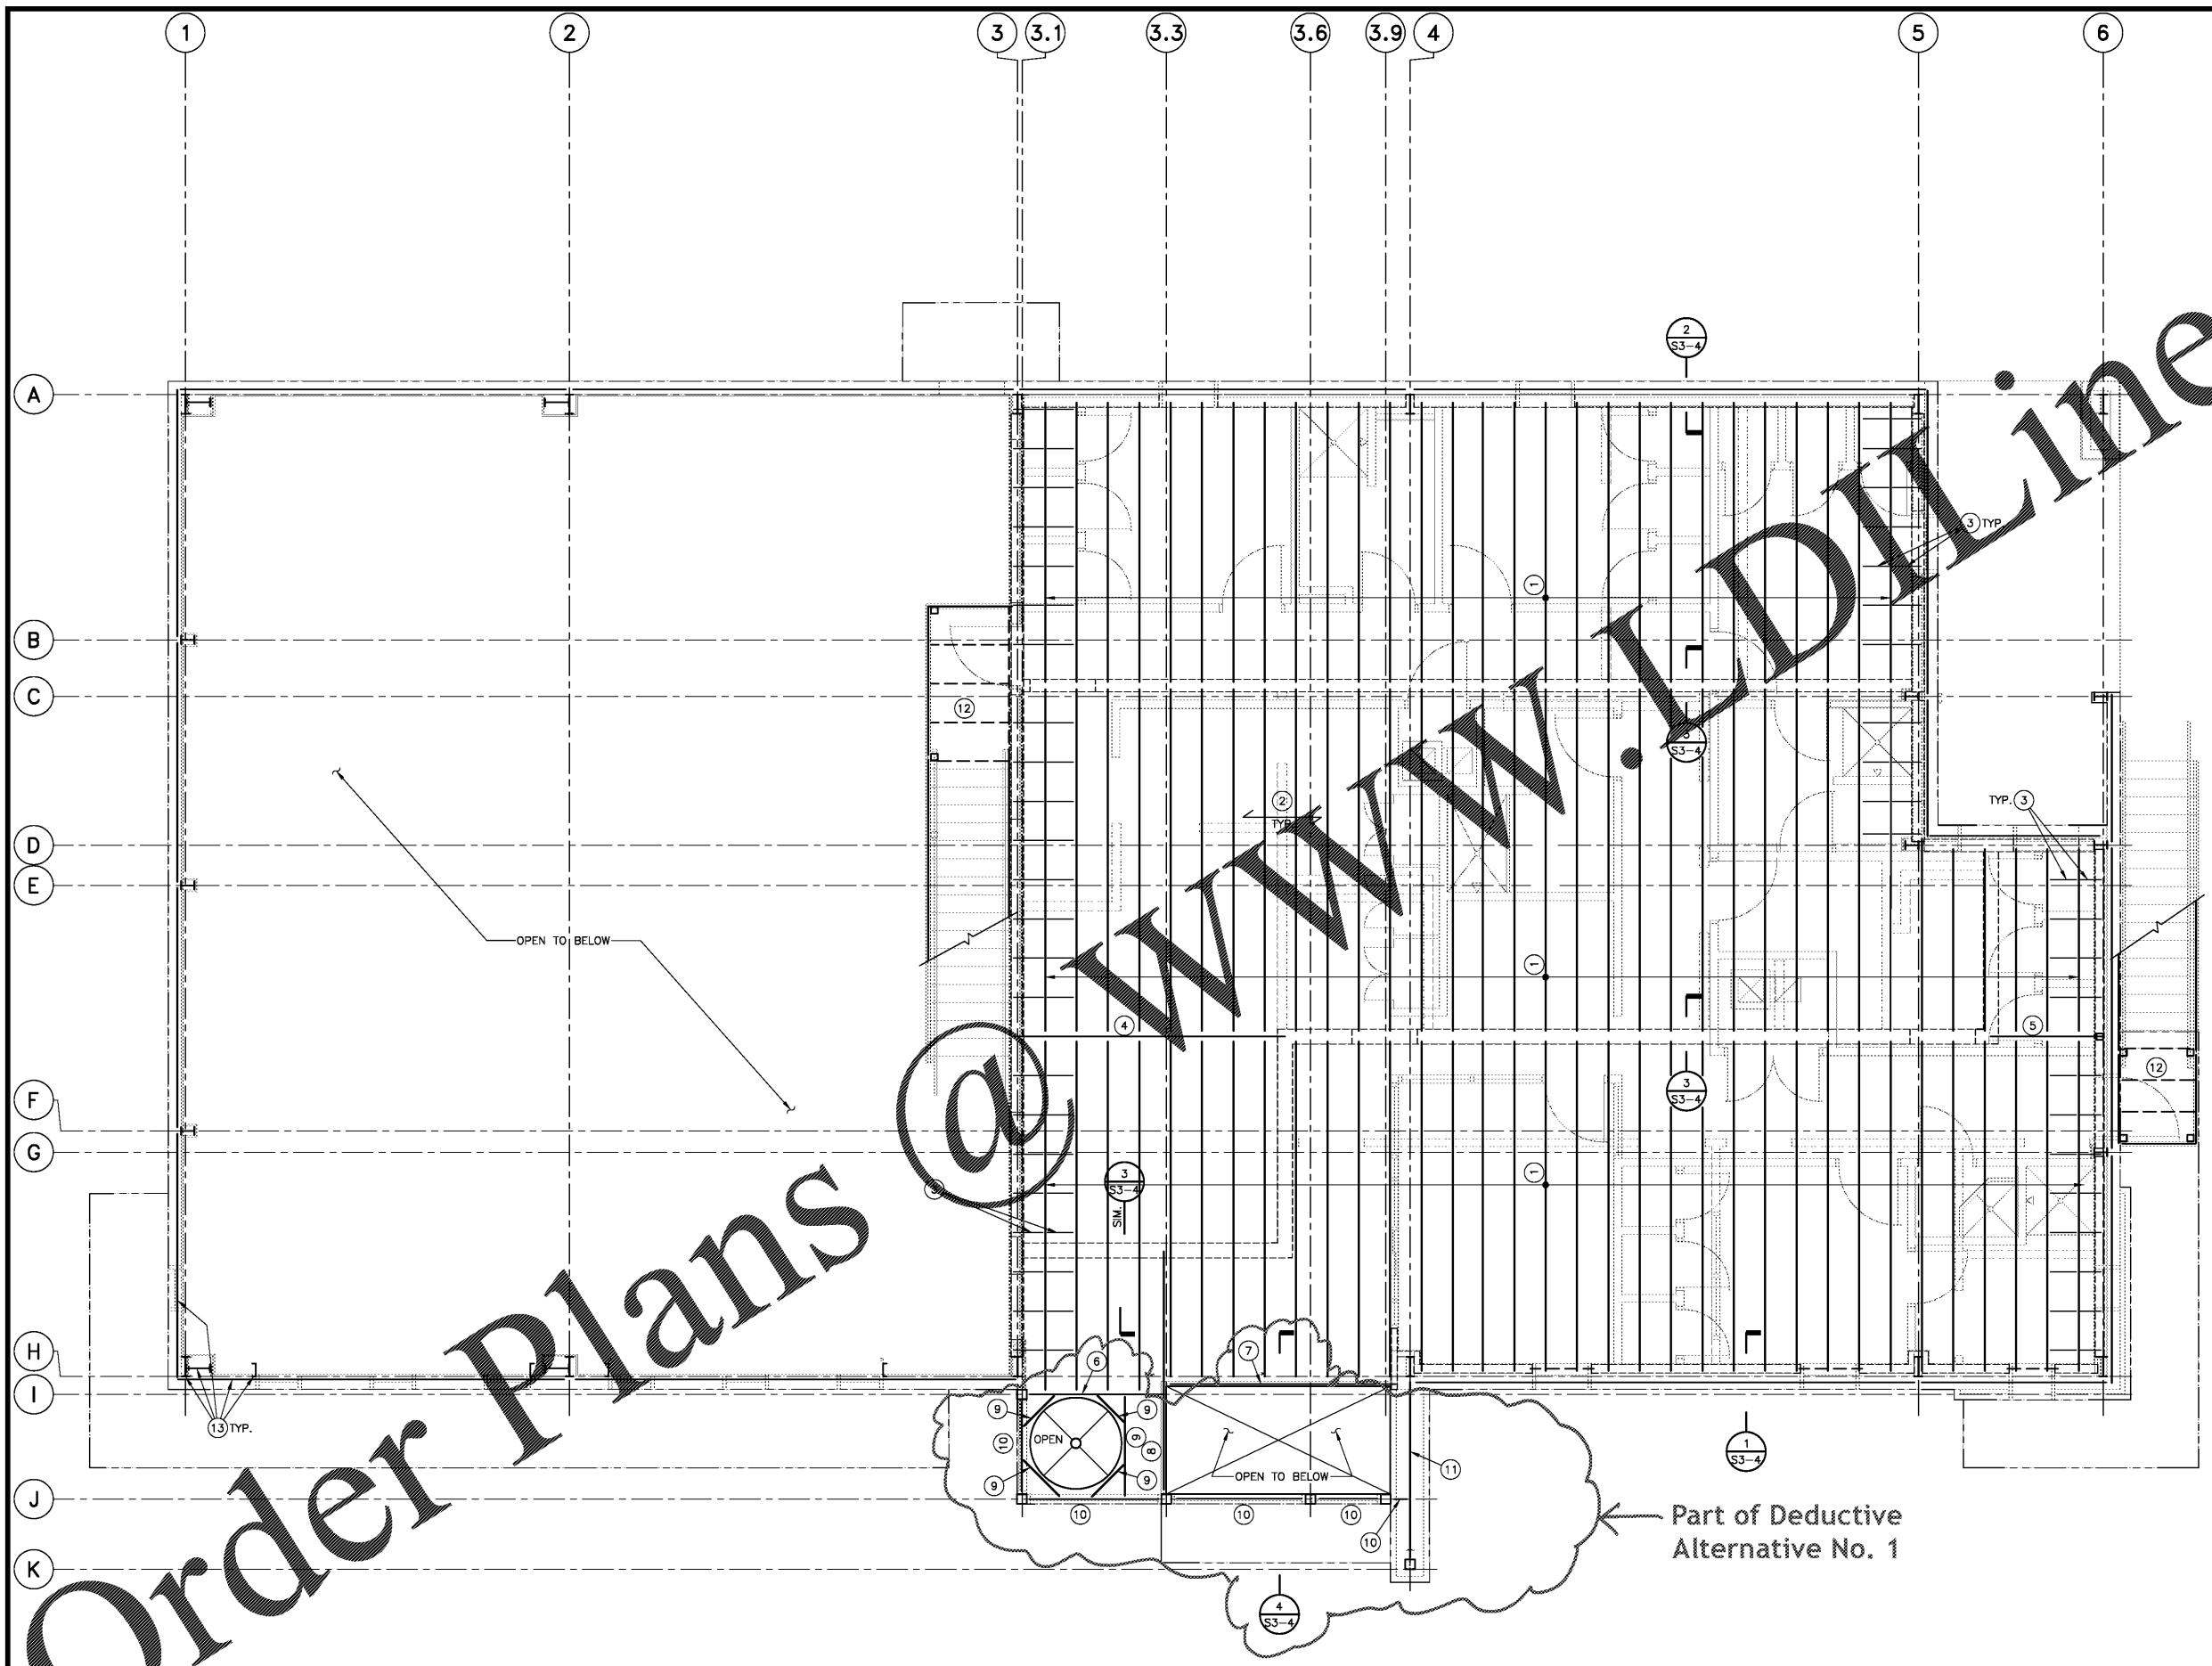 1 2 3 3.1 3.3 3.6 3.9 4 5 6
2
S3-4
A
3 TYP.
1
B
C
12
S3-4
2
TYP.
TYP. 3
D
E
OPEN TO BELOW
1
4
5
12
3
S3-4
F
G
3
S3-4
SIM.
3
1
H
6
7
I
13 TYP.
9
9
10
OPEN
9
8
9
9
OPEN TO BELOW
11
1
S3-4
J
10
10
10
10
Part of Deductive
Alternative No. 1
K
4
S3-4
Order Plans @ WWW.LDILine